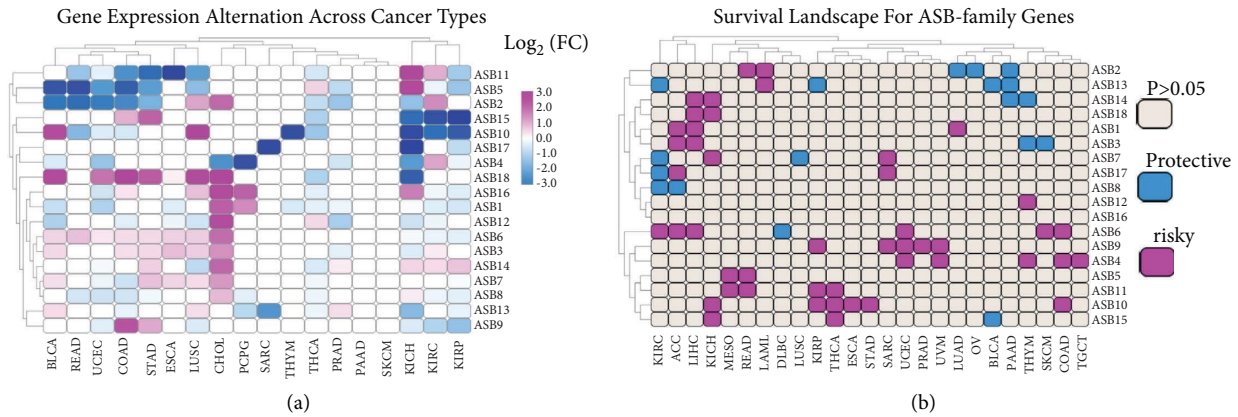 Gene Expression Alternation Across Cancer Types
Log2 (FC)
3.0
2.0
1.0
0.0
-1.0
-2.0
-3.0
ASB11
ASB5
ASB2
ASB15
ASB10
ASB17
ASB4
ASB18
ASB16
ASB1
ASB12
ASB6
ASB3
ASB14
ASB7
ASB8
ASB13
ASB9
BLCA
READ
UCEC
COAD
STAD
ESCA
LUSC
CHOL
PCPG
SARC
THYM
THCA
PRAD
PAAD
SKCM
KICH
KIRC
KIRP
(a)
Survival Landscape For ASB-family Genes
ASB2
ASB13
ASB14
ASB18
ASB1
ASB3
ASB7
ASB17
ASB8
ASB12
ASB16
ASB6
ASB9
ASB4
ASB5
ASB11
ASB10
ASB15
KIRC
ACC
LIHC
KICH
MESO
READ
LAML
DLBC
LUSC
KIRP
THCA
ESCA
STAD
SARC
UCEC
PRAD
UVM
LUAD
OV
BLCA
PAAD
THYM
SKCM
COAD
TGCT
P>0.05
Protective
risky
(b)